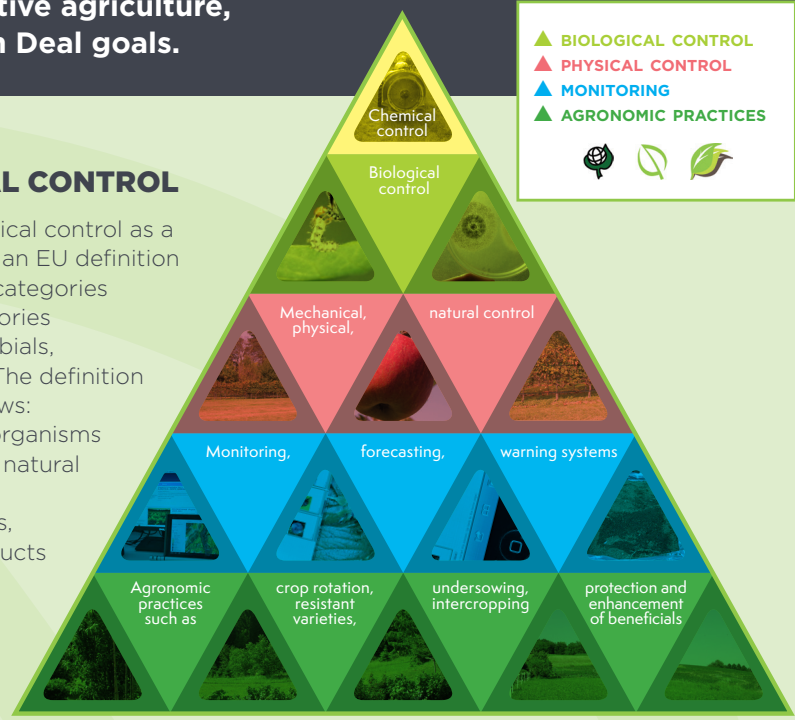 tive agriculture,
n Deal goals.
BIOLOGICAL CONTROL
PHYSICAL CONTROL
MONITORING
AGRONOMIC PRACTICES
AL CONTROL
ical control as a
an EU definition
categories
ories
bials,
The definition
ws:
organisms
natural
s,
ucts
Chemical
control
Biological
control
Mechanical,
physical,
natural control
Monitoring,
forecasting,
warning systems
Agronomic
practices
such as
crop rotation,
resistant
varieties,
undersowing,
intercropping
protection and
enhancement
of beneficials